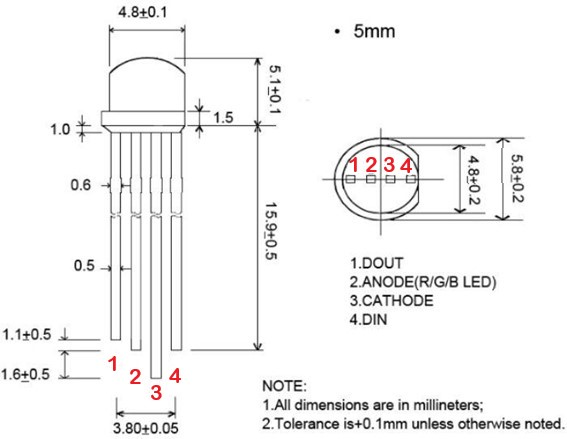 4.8±0.1
• 5mm
5.1±0.1
1.5
1.0
1 2 3 4
4.8±0.2
5.8±0.2
0.6
15.9±0.5
0.5
1.DOUT
2.ANODE(R/G/B LED)
3.CATHODE
4.DIN
1.1±0.5
1.6±0.5
1
2
3
4
3.80±0.05
NOTE:
1.All dimensions are in millineters;
2.Tolerance is±0.1mm unless otherwise noted.